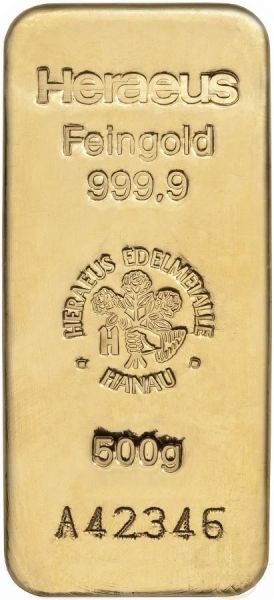 Heraeus
Feingold
999,9
HERAEUS EDELMETALLE
H
HANAU
500g
A42346